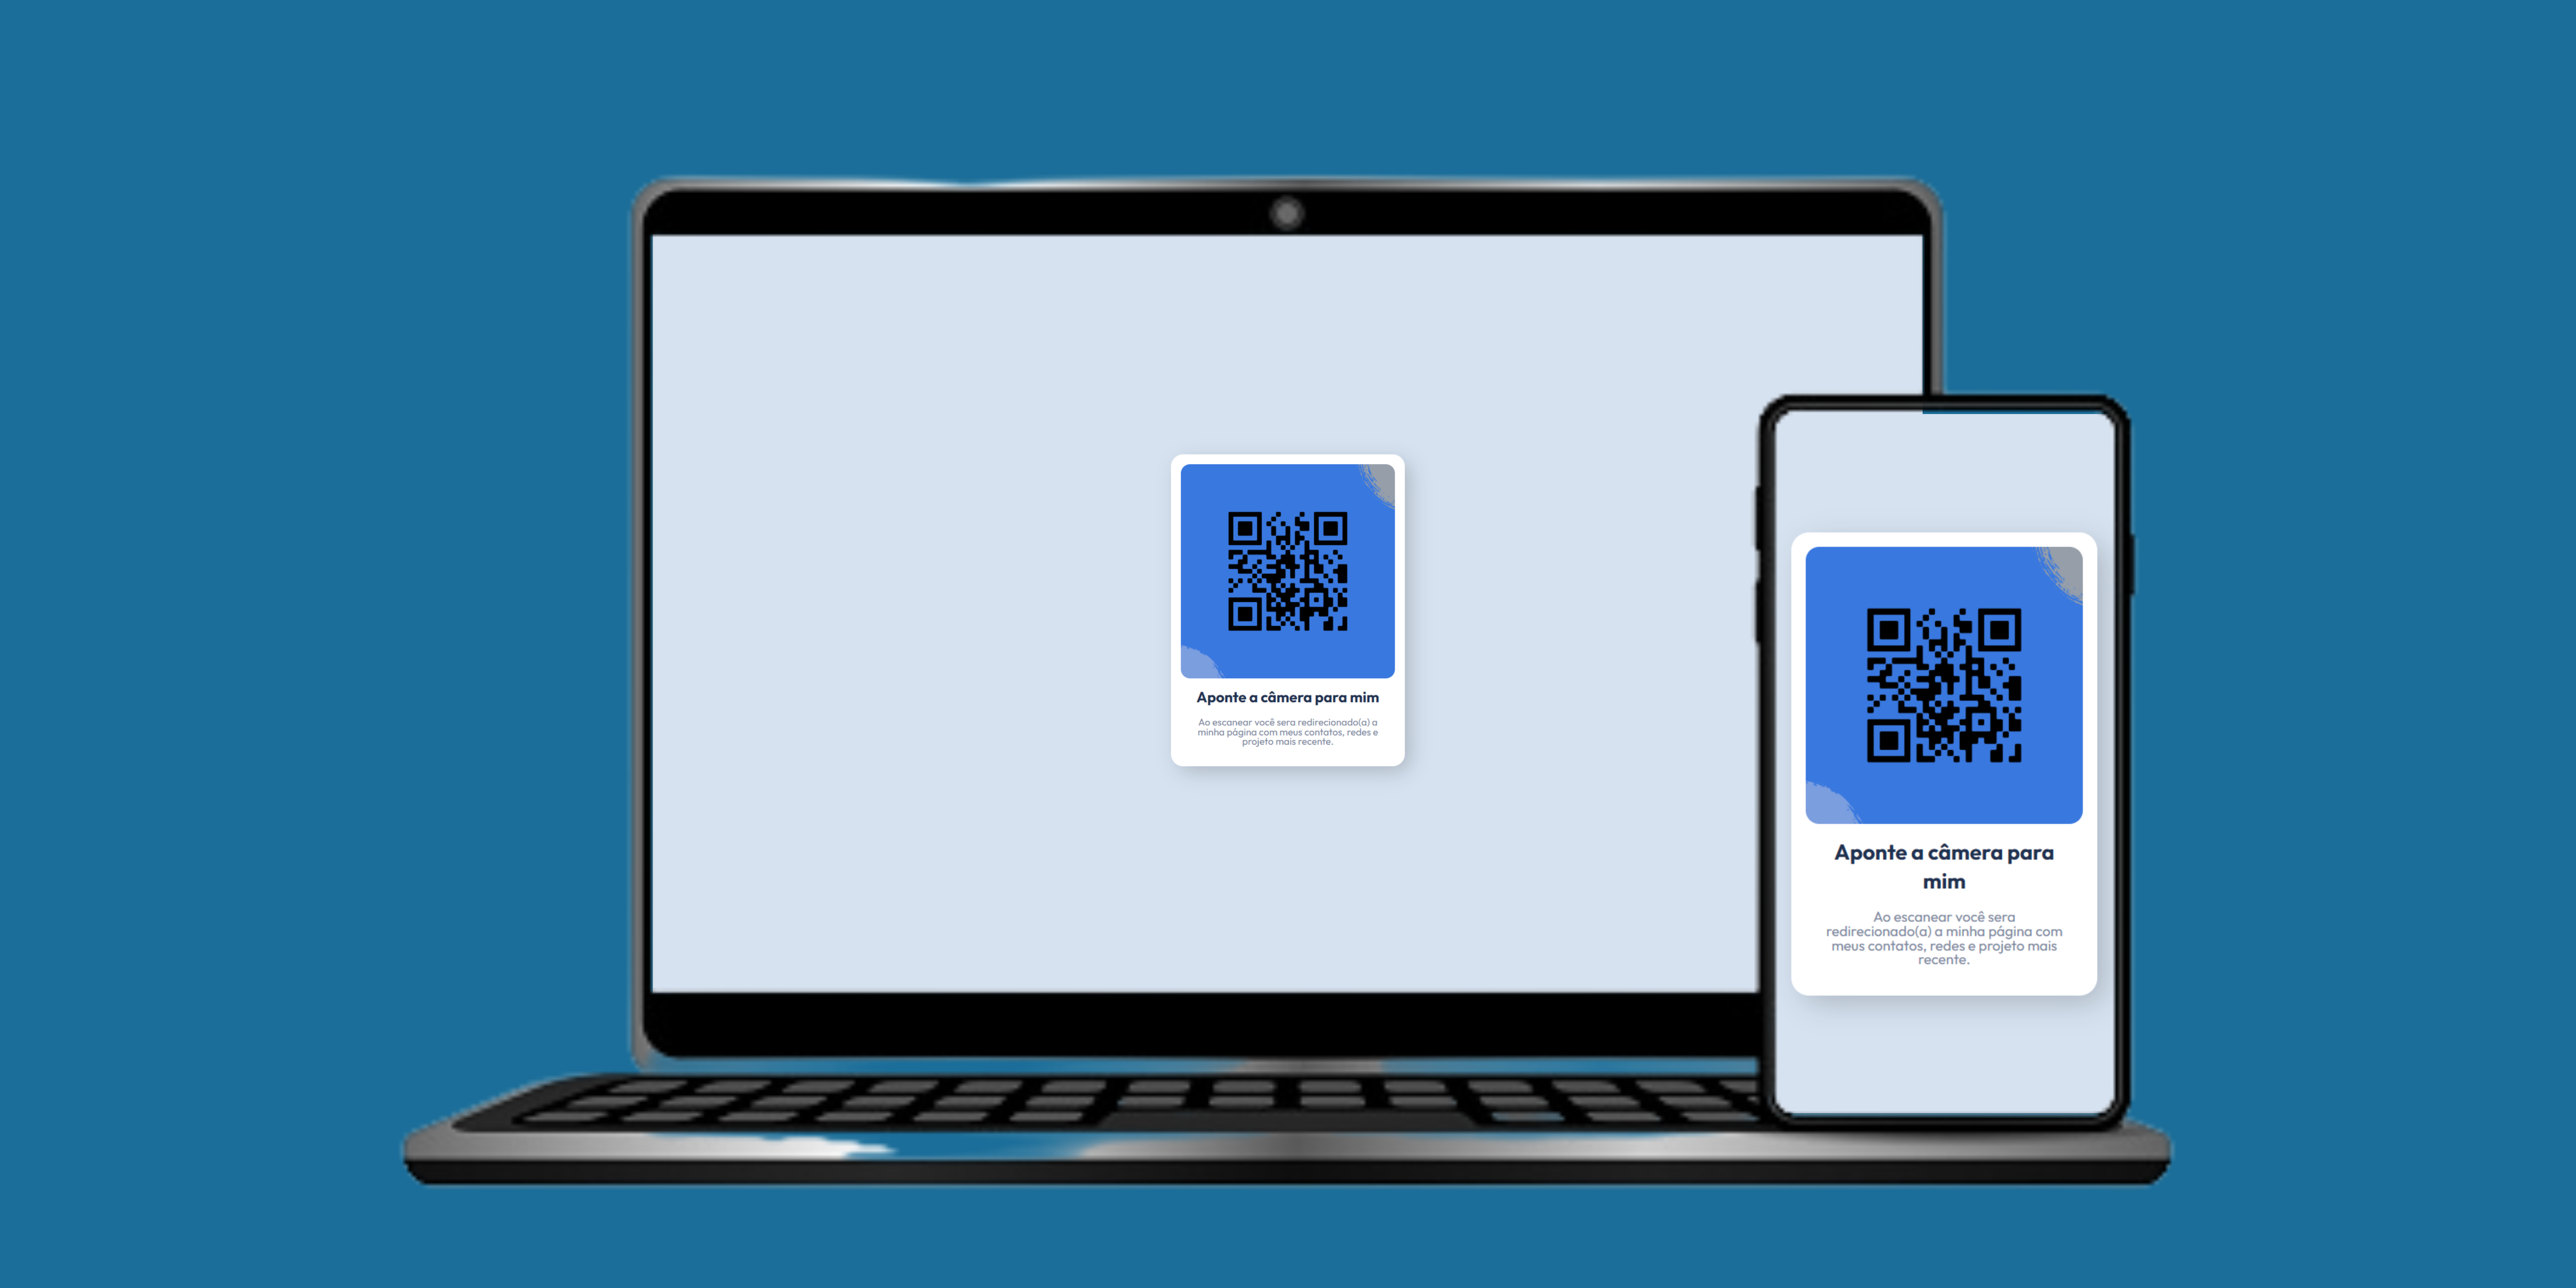 Aponte a câmera para mim
Ao escanear você sera redirecionado(a) a
minha página com meus contatos, redes e
projeto mais recente.
Aponte a câmera para
mim
Ao escanear você sera
redirecionado(a) a minha página com
meus contatos, redes e projeto mais
recente.